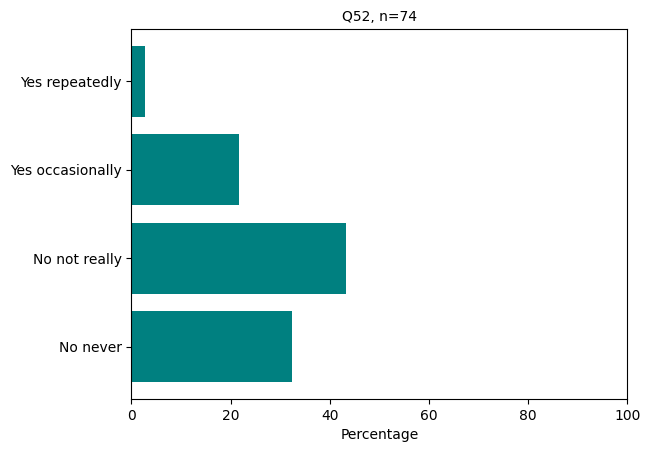 Q52, n=74
Yes repeatedly
Yes occasionally
No not really
No never
0 20 40 60 80 100
Percentage